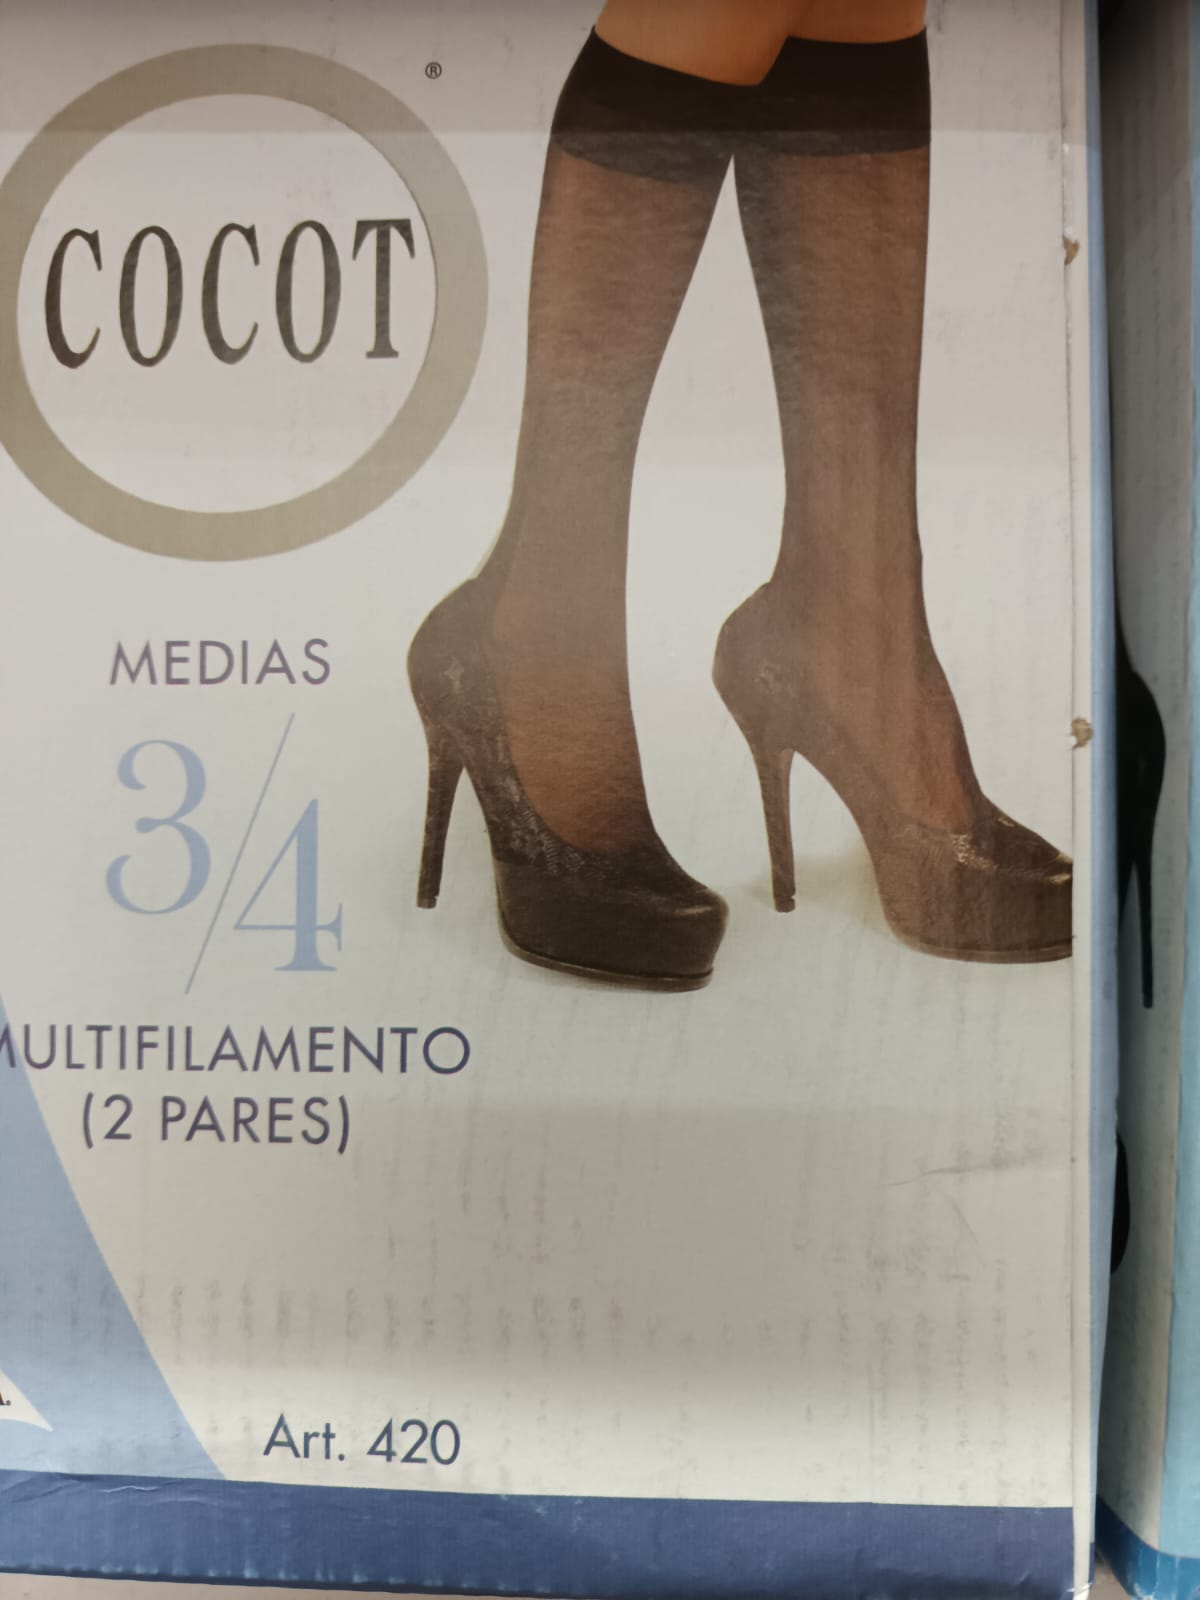 COCOT
®
MEDIAS
3/4
MULTIFILAMENTO
(2 PARES)
Art. 420